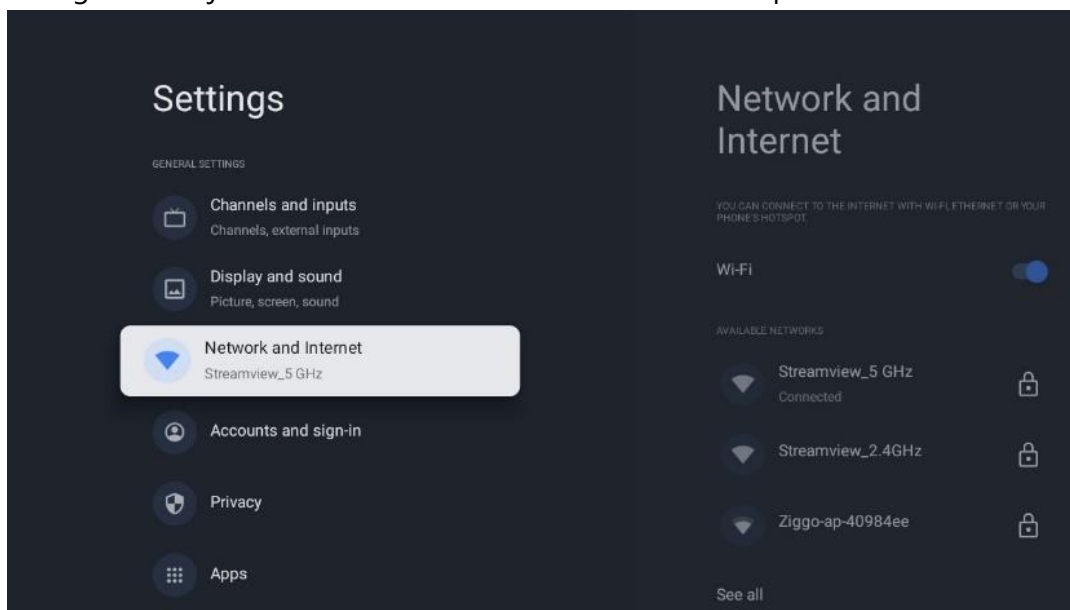 Settings
GENERAL SETTINGS
Channels and inputs
Channels, external inputs
Display and sound
Picture, screen, sound
Network and Internet
Streamview_5 GHz
Accounts and sign-in
Privacy
Apps
Network and
Internet
YOU CAN CONNECT TO THE INTERNET WITH WI-FI, ETHERNET OR YOUR
PHONE'S HOTSPOT.
Wi-Fi
AVAILABLE NETWORKS
Streamview_5 GHz
Connected
Streamview_2.4GHz
Ziggo-ap-40984ee
See all